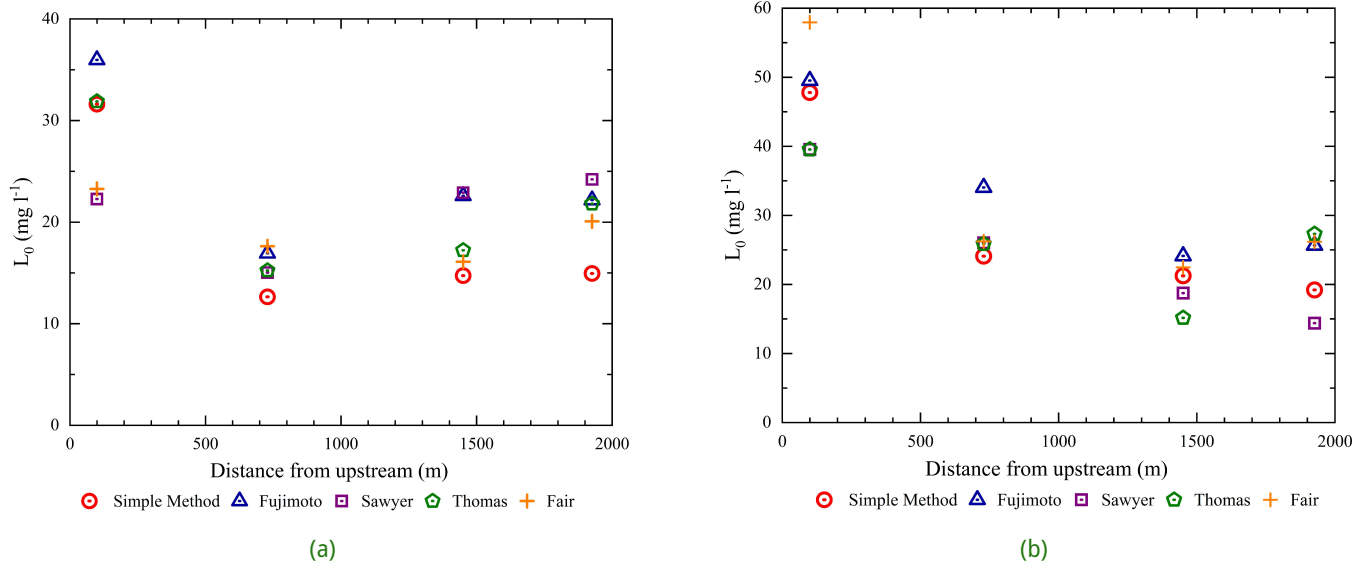 40
30
20
10
0
L0 (mg l-1)
0 500 1000 1500 2000
Distance from upstream (m)
Simple Method Fujimoto Sawyer Thomas Fair
(a)
60
50
40
30
20
10
0
L0 (mg l-1)
0 500 1000 1500 2000
Distance from upstream (m)
Simple Method Fujimoto Sawyer Thomas Fair
(b)